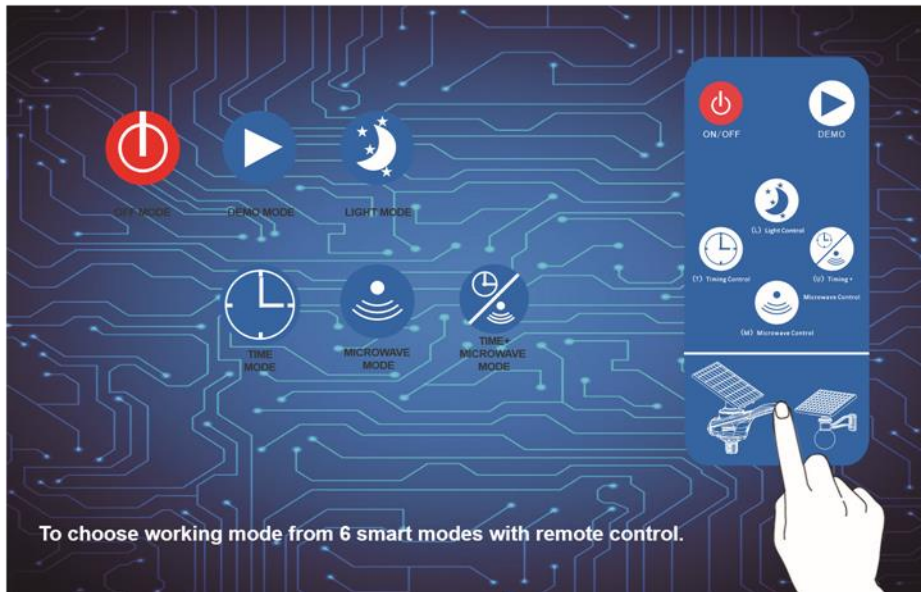 ON/OFF
DEMO
OFF MODE
DEMO MODE
LIGHT MODE
(L) Light Control
(T) Timing Control
(U) Timing +
Microwave Control
(M) Microwave Control
TIME
MODE
MICROWAVE
MODE
TIME+
MICROWAVE
MODE
To choose working mode from 6 smart modes with remote control.